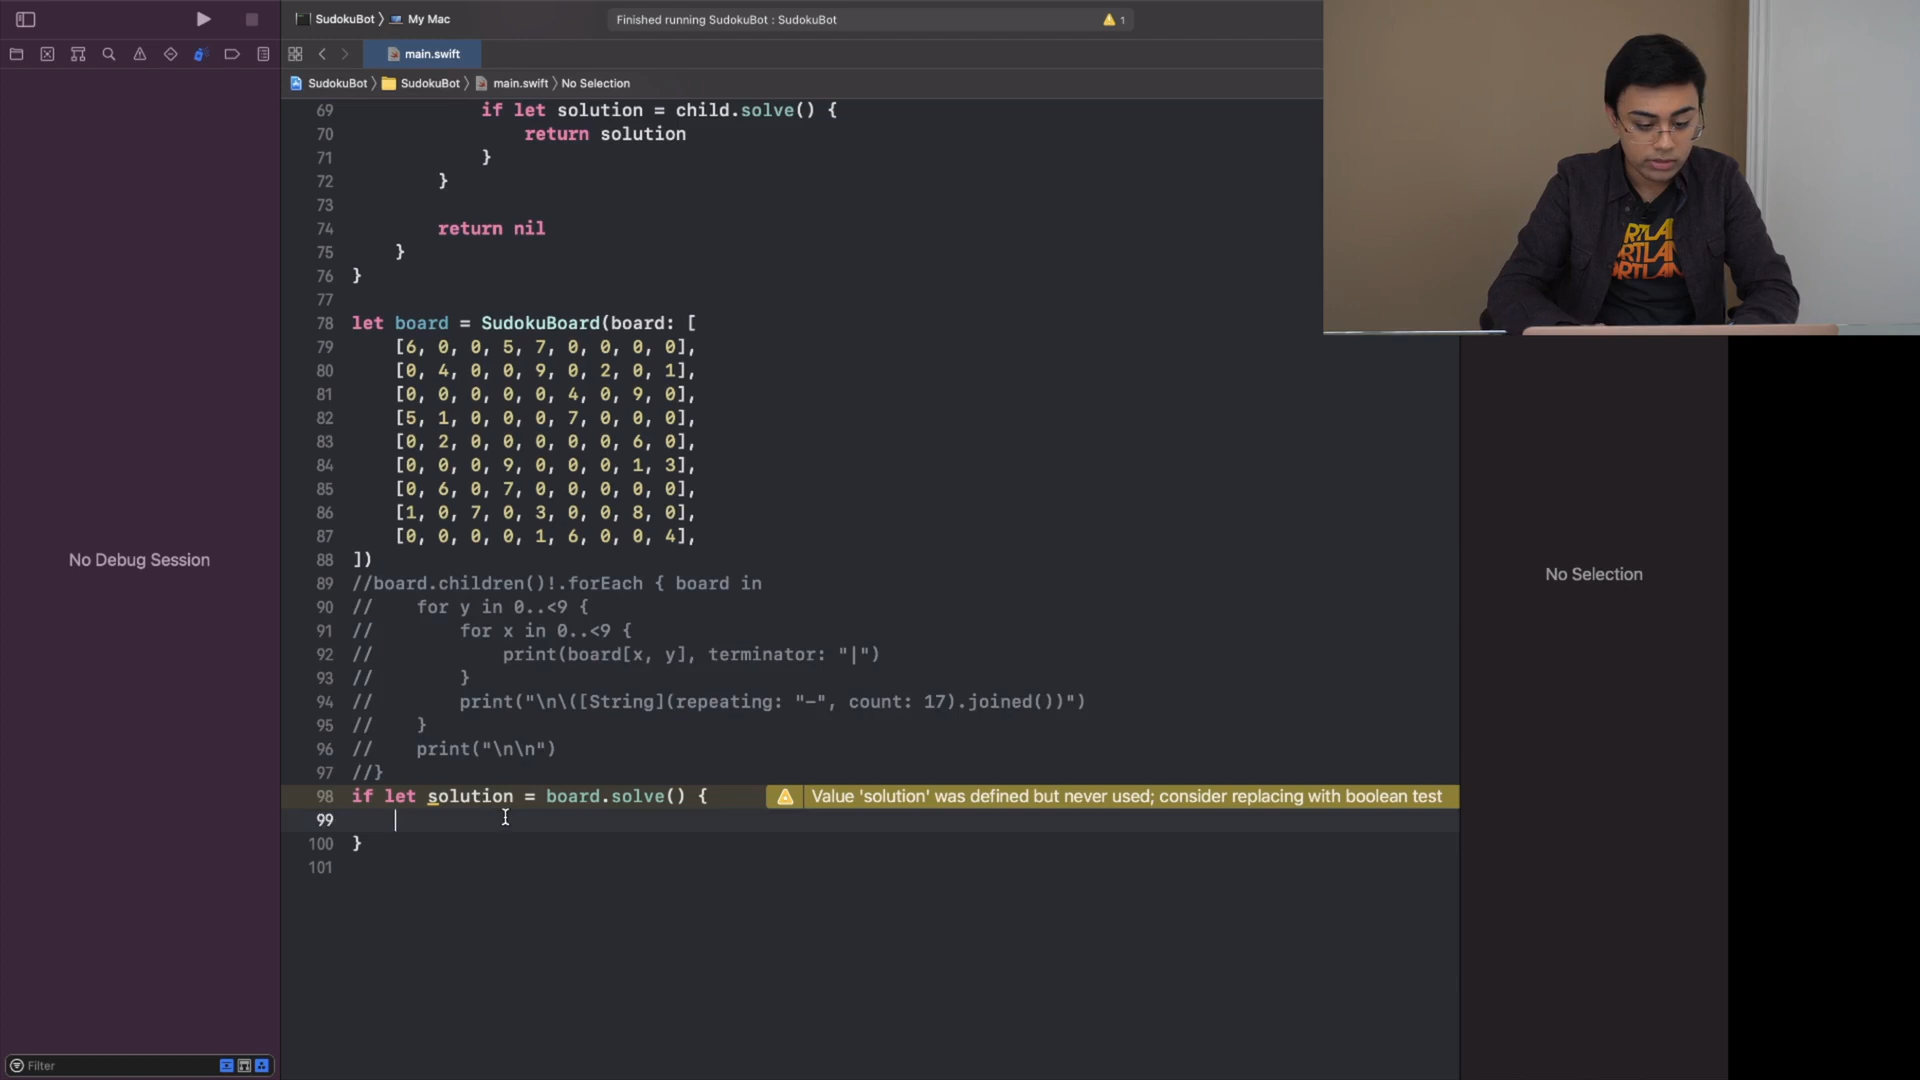 SudokuBot 〉 My Mac
Finished running SudokuBot : SudokuBot
1
main.swift
SudokuBot 〉 SudokuBot 〉 main.swift 〉 No Selection
69 if let solution = child.solve() {
70 return solution
71 }
72 }
73
74 return nil
75 }
76 }
77
78 let board = SudokuBoard(board: [
79 [6, 0, 0, 5, 7, 0, 0, 0, 0],
80 [0, 4, 0, 0, 9, 0, 2, 0, 1],
81 [0, 0, 0, 0, 0, 4, 0, 9, 0],
82 [5, 1, 0, 0, 0, 7, 0, 0, 0],
83 [0, 2, 0, 0, 0, 0, 0, 6, 0],
84 [0, 0, 0, 9, 0, 0, 0, 1, 3],
85 [0, 6, 0, 7, 0, 0, 0, 0, 0],
86 [1, 0, 7, 0, 3, 0, 0, 8, 0],
87 [0, 0, 0, 0, 1, 6, 0, 0, 4],
88 ])
89 //board.children()!.forEach { board in
90 // for y in 0..<9 {
91 // for x in 0..<9 {
92 // print(board[x, y], terminator: "|")
93 // }
94 // print("\n\([String](repeating: "-", count: 17).joined())")
95 // }
96 // print("\n\n")
97 //}
98 if let solution = board.solve() { Value 'solution' was defined but never used; consider replacing with boolean test
99
100 }
101
No Debug Session
No Selection
Filter